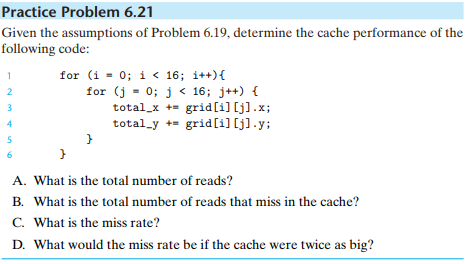 Practice Problem 6.21
Given the assumptions of Problem 6.19, determine the cache performance of the
following code:
1 for (i = 0; i < 16; i++){
2 for (j = 0; j < 16; j++) {
3 total_x += grid[i][j].x;
4 total_y += grid[i][j].y;
5 }
6 }
A. What is the total number of reads?
B. What is the total number of reads that miss in the cache?
C. What is the miss rate?
D. What would the miss rate be if the cache were twice as big?